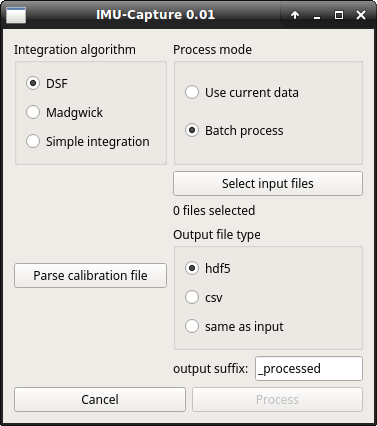 IMU-Capture 0.01
Integration algorithm
DSF
Madgwick
Simple integration
Process mode
Use current data
Batch process
Select input files
0 files selected
Output file type
hdf5
csv
same as input
Parse calibration file
output suffix: _processed
Cancel
Process